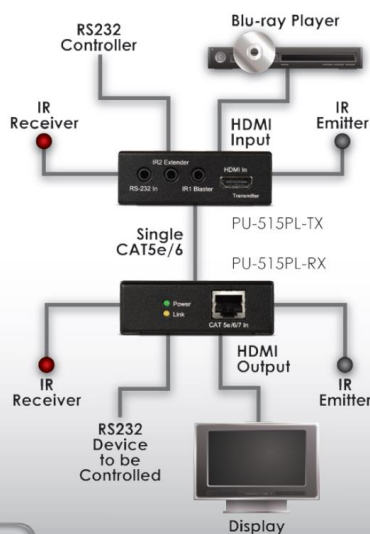 Blu-ray Player
RS232
Controller
IR
Receiver
HDMI
Input
IR
Emitter
IR2 Extender
HDMI In
RS-232 In
IR1 Blaster
Transmitter
PU-515PL-TX
Single
CAT5e/6
PU-515PL-RX
Power
Link
CAT 5e/6/7 In
HDMI
Output
IR
Receiver
IR
Emitter
RS232
Device
to be
Controlled
Display